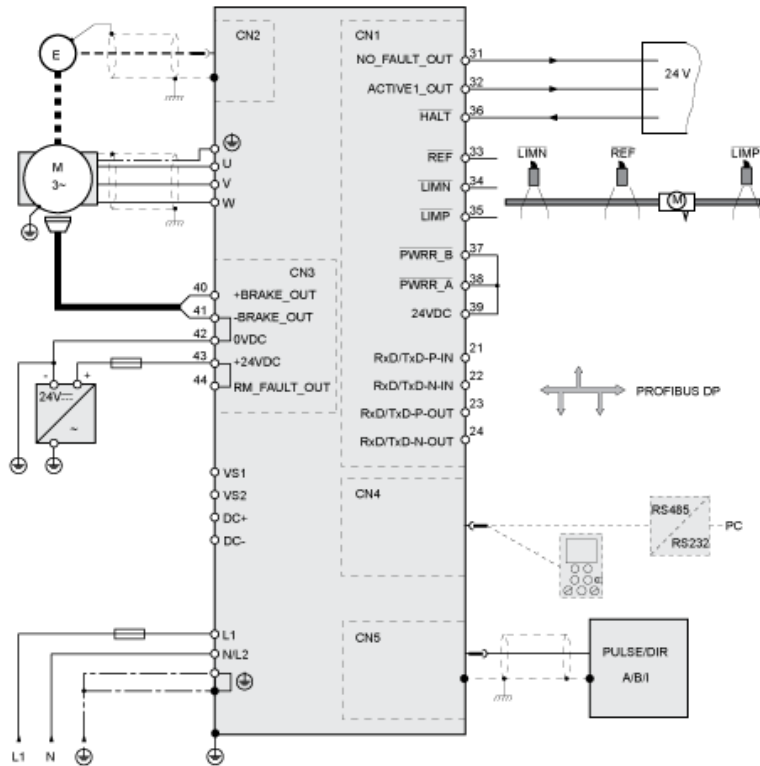 E
CN2
CN1
NO_FAULT_OUT
31
ACTIVE1_OUT
32
HALT
36
24 V
M
3~
U
V
W
REF
33
LIMN
34
LIMP
35
LIMN
REF
LIMP
M
PWRR_B
37
PWRR_A
38
24VDC
39
CN3
40
+BRAKE_OUT
41
-BRAKE_OUT
42
0VDC
43
+24VDC
44
RM_FAULT_OUT
- +
24V
~
RxD/TxD-P-IN
21
RxD/TxD-N-IN
22
RxD/TxD-P-OUT
23
RxD/TxD-N-OUT
24
PROFIBUS DP
VS1
VS2
DC+
DC-
CN4
RS485
RS232
PC
L1
N/L2
CN5
PULSE/DIR
A/B/I
L1
N